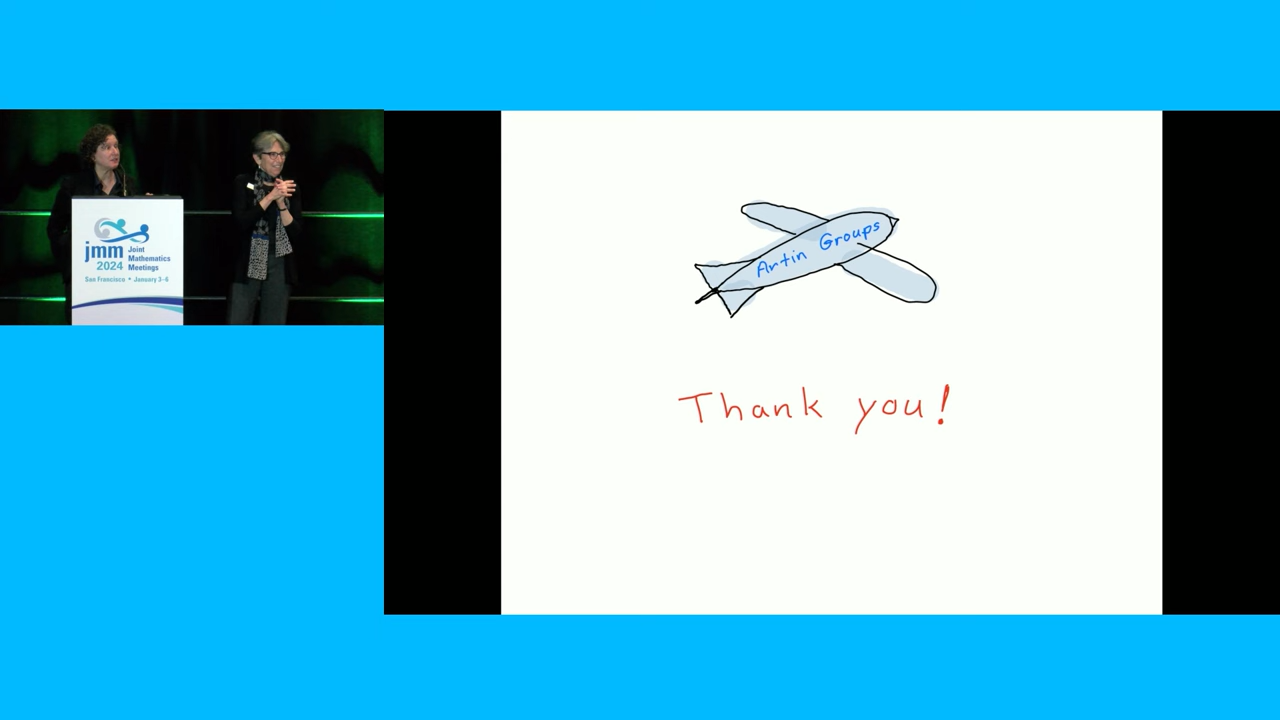 jmm
2024
Joint
Mathematics
Meetings
San Francisco • January 3-6
Artin Groups
Thank you!